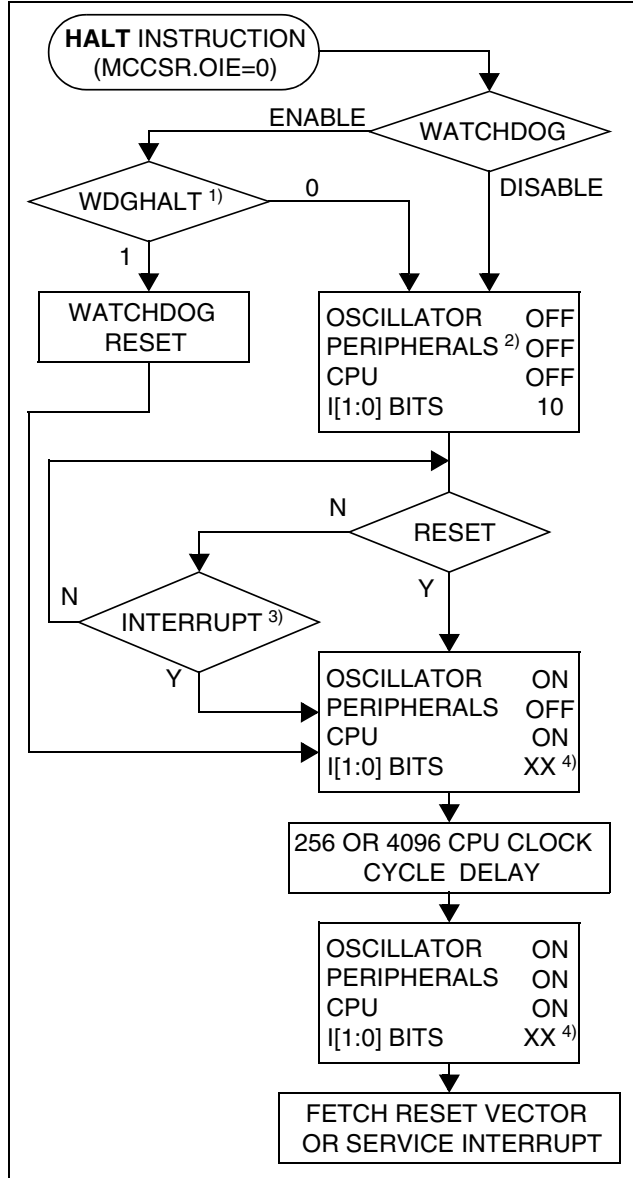 HALT INSTRUCTION
(MCCSR.OIE=0)
ENABLE
WATCHDOG
WDGHALT 1)
0
DISABLE
1
WATCHDOG
RESET
OSCILLATOR OFF
PERIPHERALS 2) OFF
CPU OFF
I[1:0] BITS 10
N
RESET
N
INTERRUPT 3)
Y
Y
OSCILLATOR ON
PERIPHERALS OFF
CPU ON
I[1:0] BITS XX 4)
256 OR 4096 CPU CLOCK
CYCLE DELAY
OSCILLATOR ON
PERIPHERALS ON
CPU ON
I[1:0] BITS XX 4)
FETCH RESET VECTOR
OR SERVICE INTERRUPT